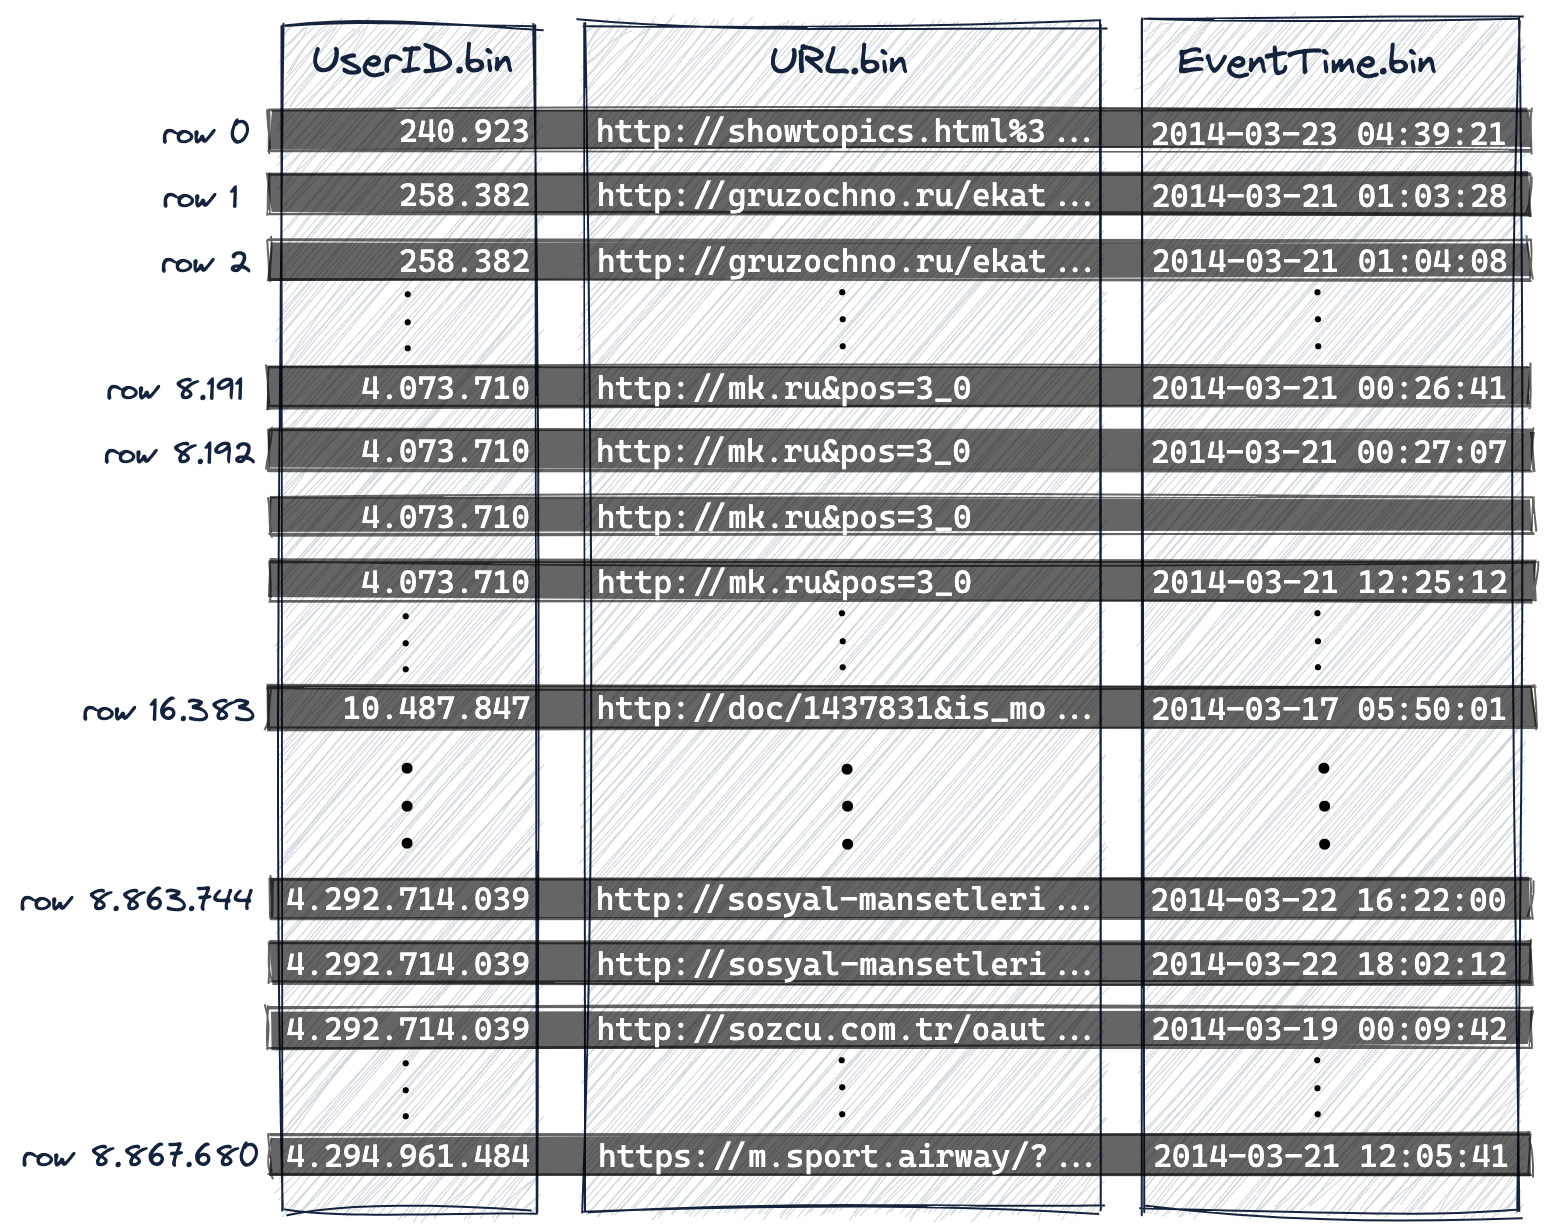 UserID.bin URL.bin EventTime.bin
row 0 240.923 http://showtopics.html%3 ... 2014-03-23 04:39:21
row 1 258.382 http://gruzochno.ru/ekat ... 2014-03-21 01:03:28
row 2 258.382 http://gruzochno.ru/ekat ... 2014-03-21 01:04:08
row 8.191 4.073.710 http://mk.ru&pos=3_0 2014-03-21 00:26:41
row 8.192 4.073.710 http://mk.ru&pos=3_0 2014-03-21 00:27:07
4.073.710 http://mk.ru&pos=3_0
4.073.710 http://mk.ru&pos=3_0 2014-03-21 12:25:12
row 16.383 10.487.847 http://doc/1437831&is_mo ... 2014-03-17 05:50:01
row 8.863.744 4.292.714.039 http://sosyal-mansetleri ... 2014-03-22 16:22:00
4.292.714.039 http://sosyal-mansetleri ... 2014-03-22 18:02:12
4.292.714.039 http://sozcu.com.tr/oaut ... 2014-03-19 00:09:42
row 8.867.680 4.294.961.484 https://m.sport.airway/? ... 2014-03-21 12:05:41